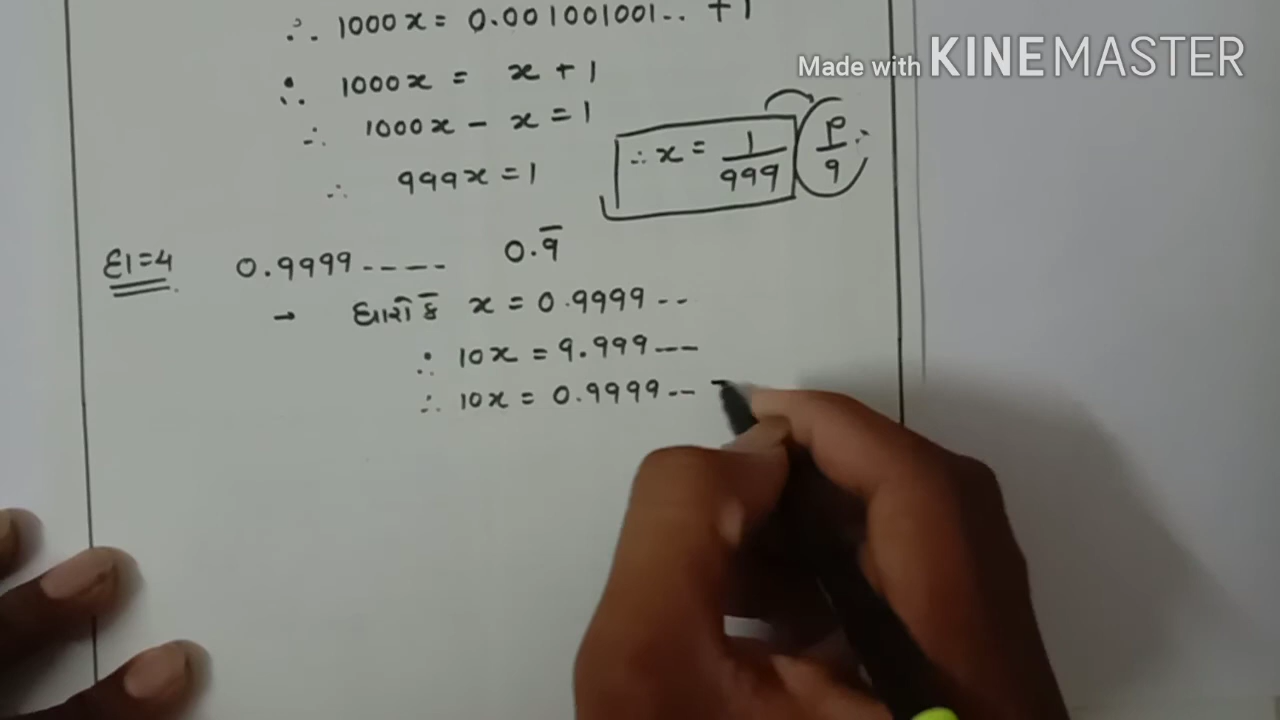 ∴ 1000x = 0.001001001.. + 1
Made with KINEMASTER
∴ 1000x = x + 1
∴ 1000x - x = 1
∴ 999x = 1
∴ x = 1/999 p/q
દા=4 0.9999----- 0.9̅
→ ધારો કે x = 0.9999--
∴ 10x = 9.999---
∴ 10x = 0.9999--